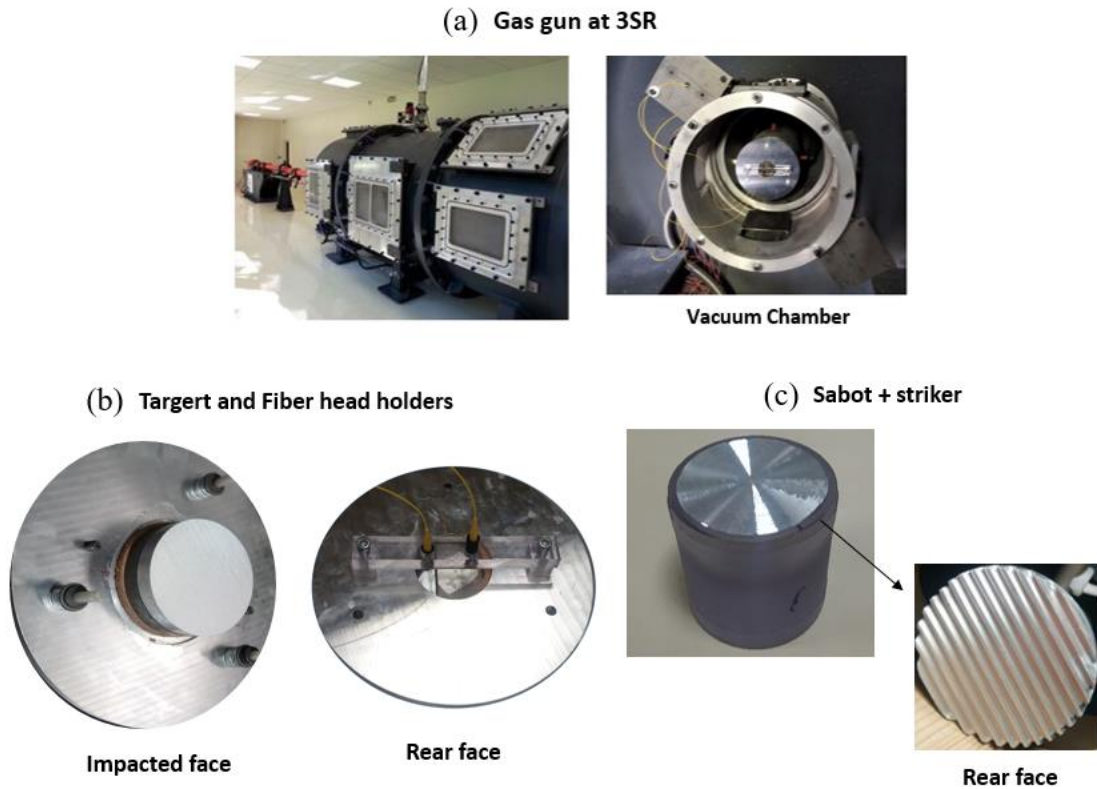 (a) Gas gun at 3SR
Vacuum Chamber
(b) Targert and Fiber head holders
(c) Sabot + striker
Impacted face
Rear face
Rear face